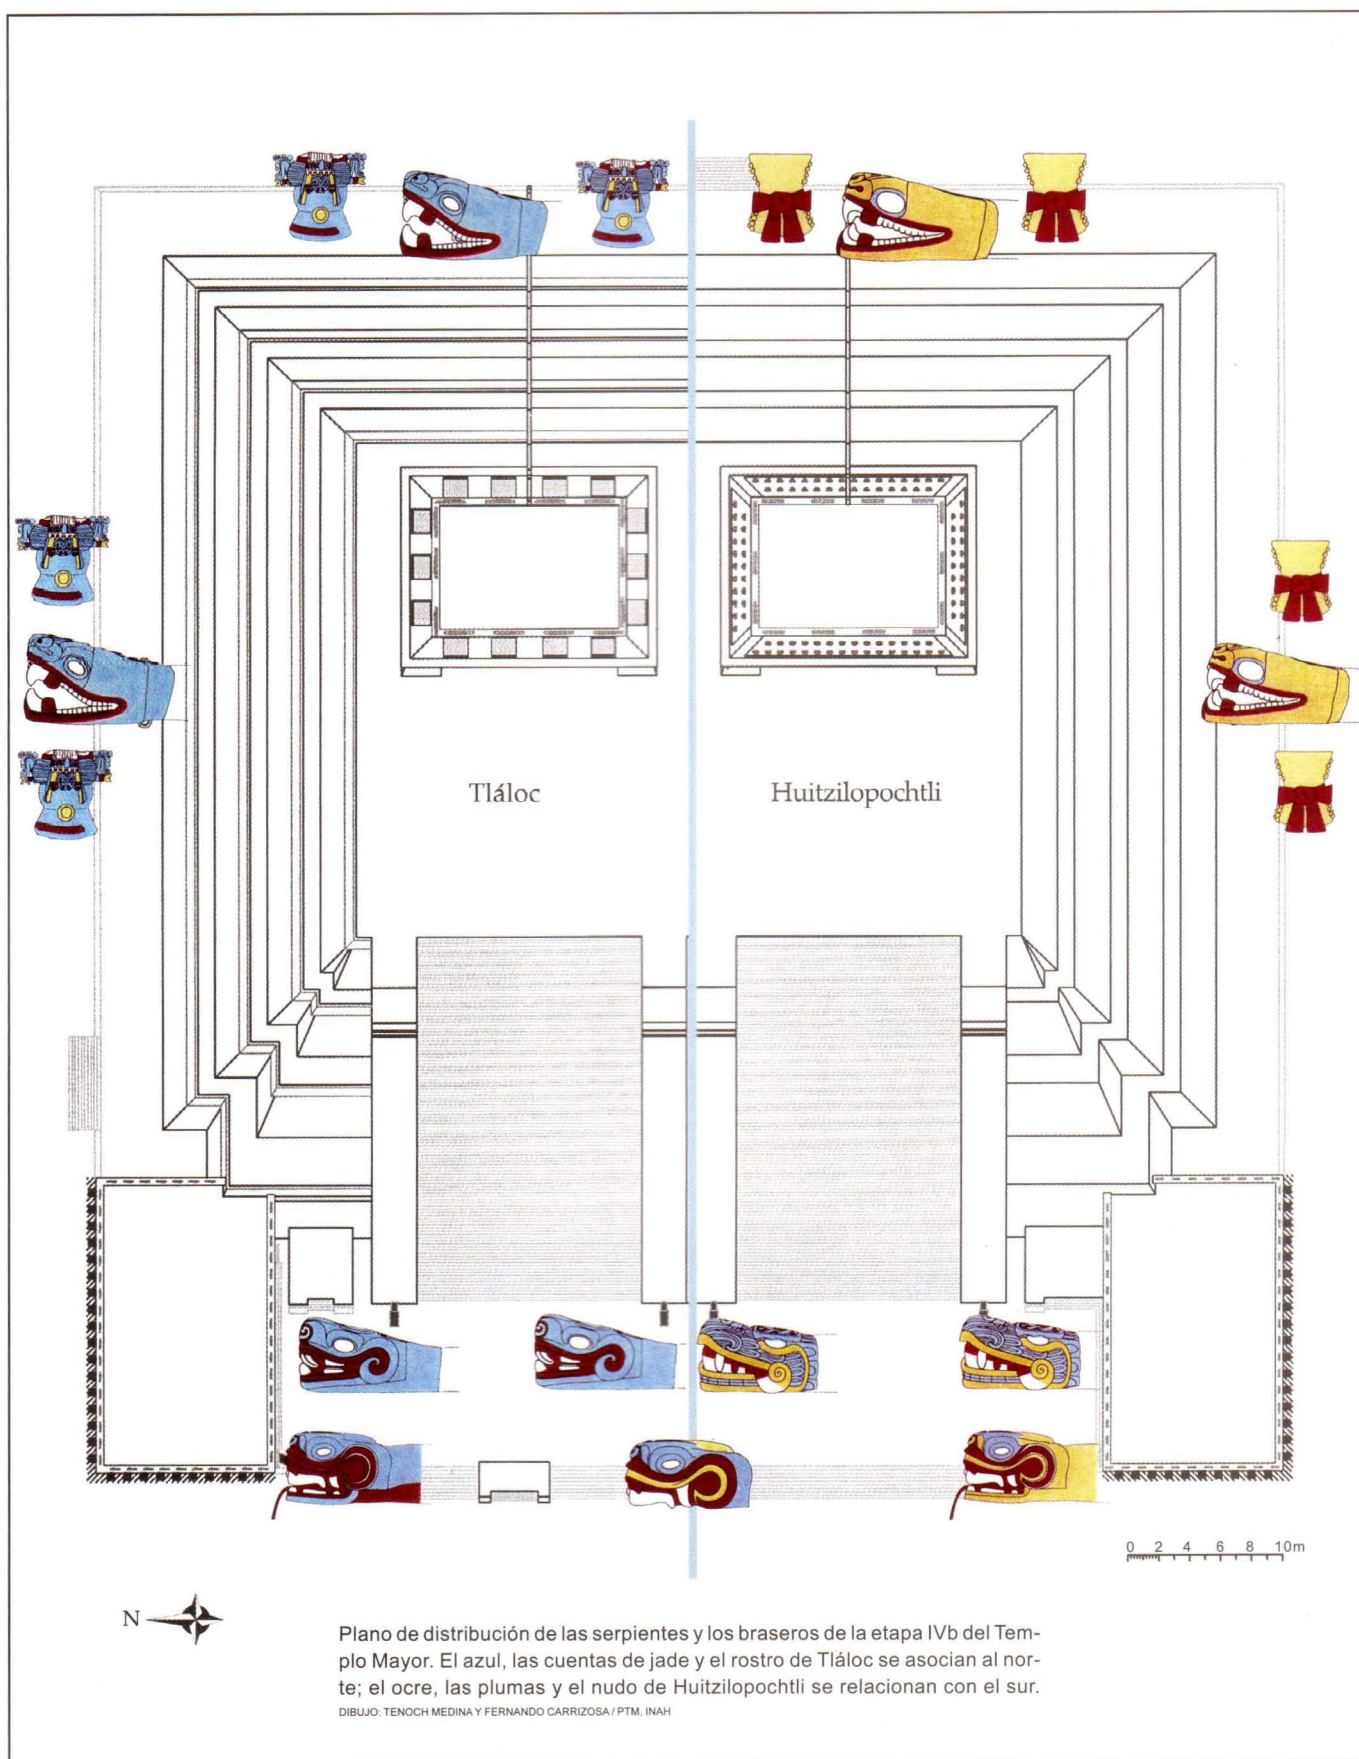 Tláloc
Huitzilopochtli
0 2 4 6 8 10m
N
Plano de distribución de las serpientes y los braseros de la etapa IVb del Tem-
plo Mayor. El azul, las cuentas de jade y el rostro de Tláloc se asocian al nor-
te; el ocre, las plumas y el nudo de Huitzilopochtli se relacionan con el sur.
DIBUJO: TENOCH MEDINA Y FERNANDO CARRIZOSA / PTM, INAH